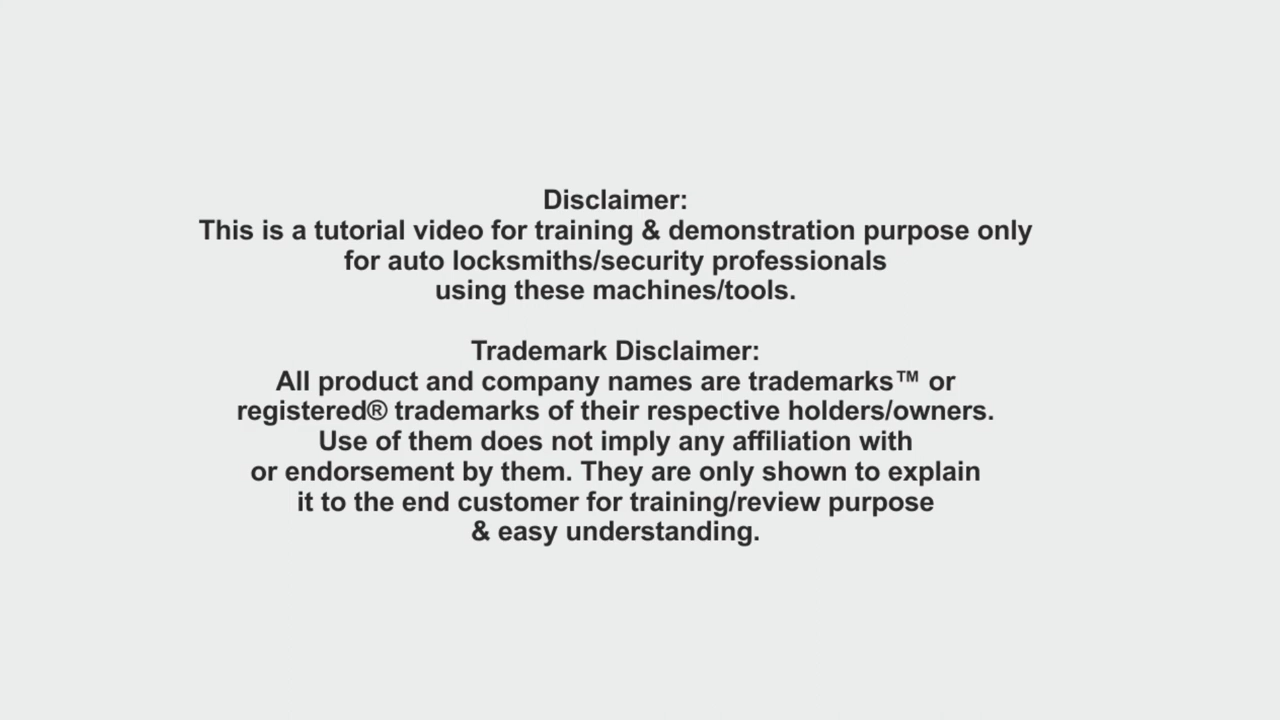 Disclaimer:
This is a tutorial video for training & demonstration purpose only
for auto locksmiths/security professionals
using these machines/tools.
Trademark Disclaimer:
All product and company names are trademarks™ or
registered® trademarks of their respective holders/owners.
Use of them does not imply any affiliation with
or endorsement by them. They are only shown to explain
it to the end customer for training/review purpose
& easy understanding.